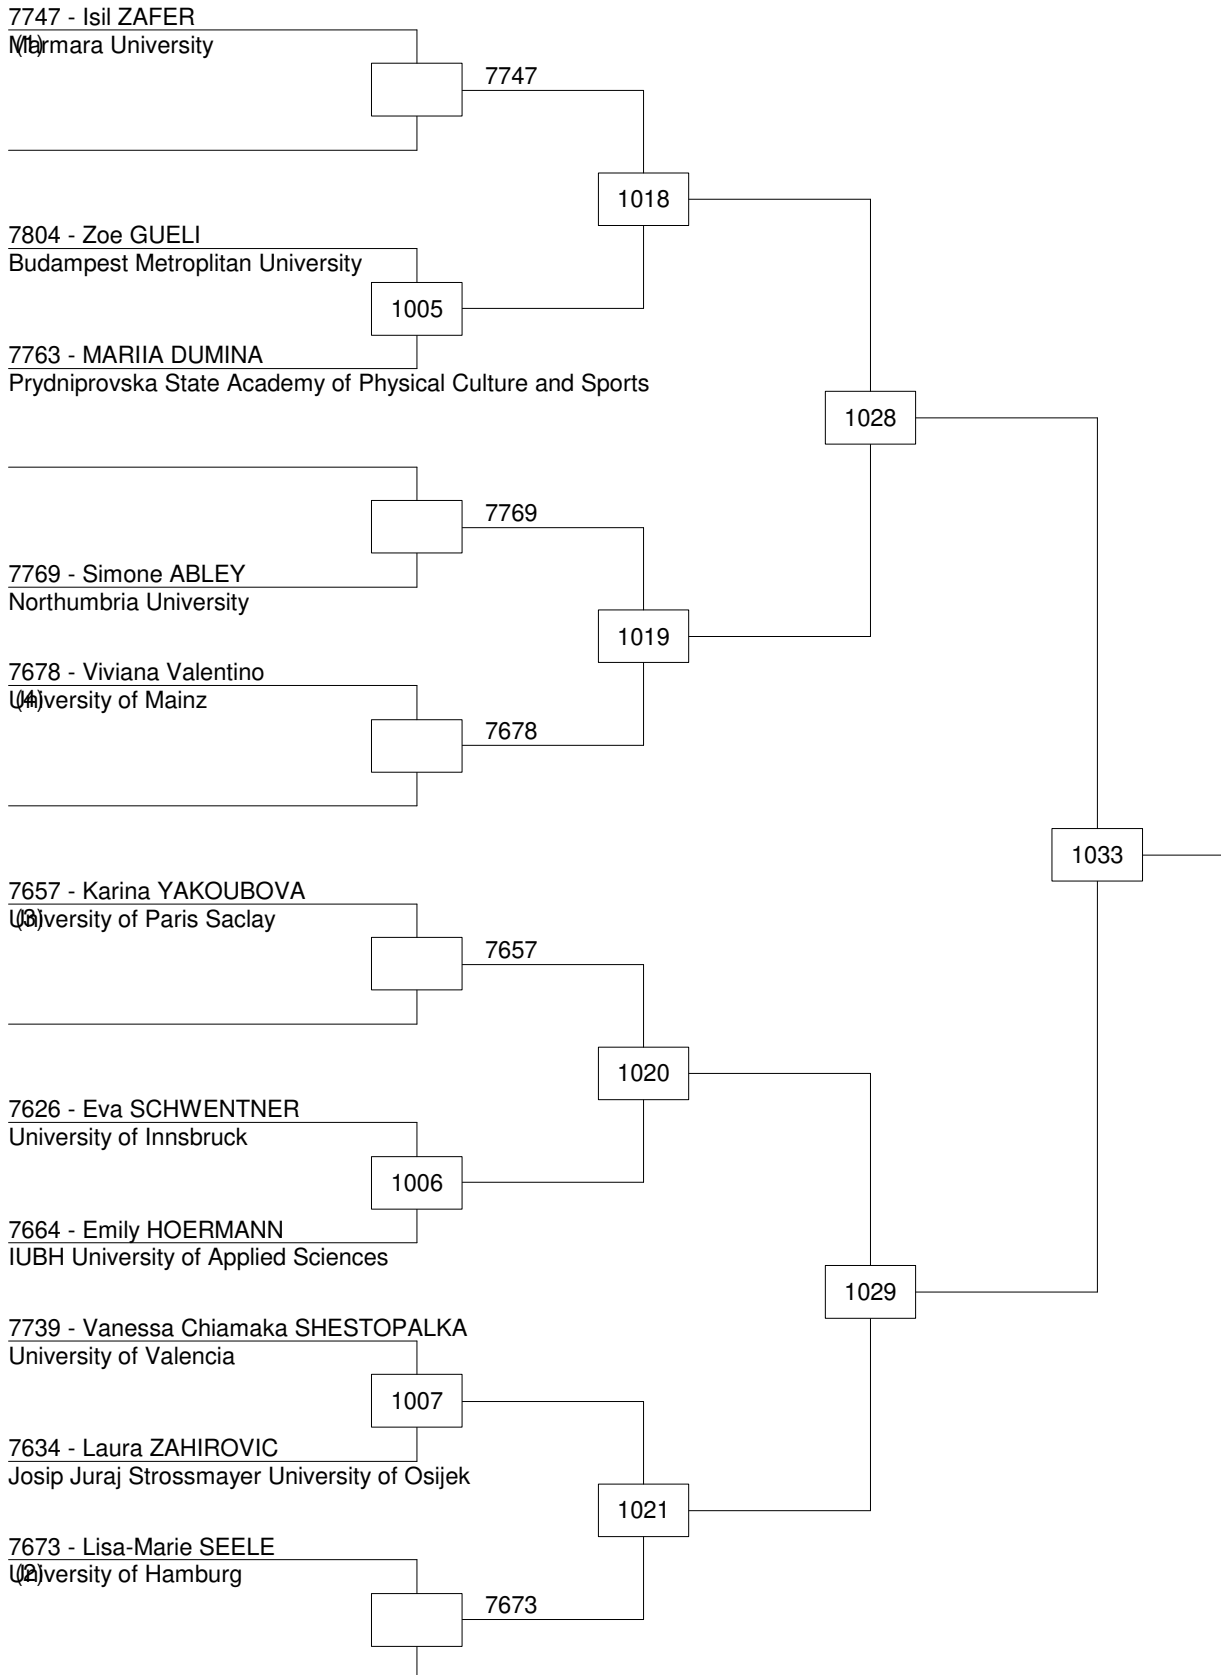 7747 - Isil ZAFER
(1)
Marmara University
7747
1018
7804 - Zoe GUELI
Budampest Metroplitan University
1005
7763 - MARIIA DUMINA
Prydniprovska State Academy of Physical Culture and Sports
1028
7769
7769 - Simone ABLEY
Northumbria University
1019
7678 - Viviana Valentino
(4)
University of Mainz
7678
1033
7657 - Karina YAKOUBOVA
(3)
University of Paris Saclay
7657
1020
7626 - Eva SCHWENTNER
University of Innsbruck
1006
7664 - Emily HOERMANN
IUBH University of Applied Sciences
1029
7739 - Vanessa Chiamaka SHESTOPALKA
University of Valencia
1007
7634 - Laura ZAHIROVIC
Josip Juraj Strossmayer University of Osijek
1021
7673 - Lisa-Marie SEELE
(2)
University of Hamburg
7673